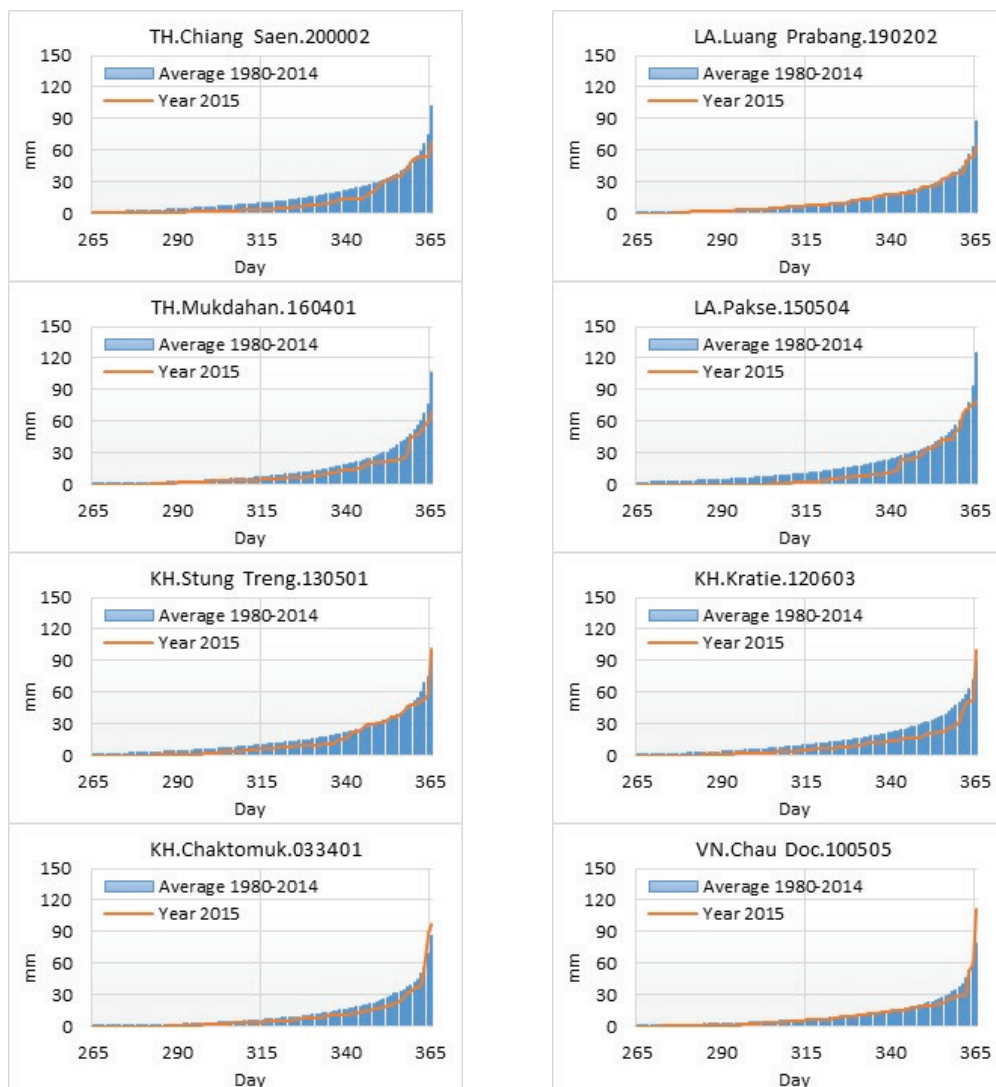 TH.Chiang Saen.200002
150
120
90
60
30
0
mm
Average 1980-2014
Year 2015
265 290 315 340 365
Day
LA.Luang Prabang.190202
150
120
90
60
30
0
mm
Average 1980-2014
Year 2015
265 290 315 340 365
Day
TH.Mukdahan.160401
150
120
90
60
30
0
mm
Average 1980-2014
Year 2015
265 290 315 340 365
Day
LA.Pakse.150504
150
120
90
60
30
0
mm
Average 1980-2014
Year 2015
265 290 315 340 365
Day
KH.Stung Treng.130501
150
120
90
60
30
0
mm
Average 1980-2014
Year 2015
265 290 315 340 365
Day
KH.Kratie.120603
150
120
90
60
30
0
mm
Average 1980-2014
Year 2015
265 290 315 340 365
Day
KH.Chaktomuk.033401
150
120
90
60
30
0
mm
Average 1980-2014
Year 2015
265 290 315 340 365
Day
VN.Chau Doc.100505
150
120
90
60
30
0
mm
Average 1980-2014
Year 2015
265 290 315 340 365
Day